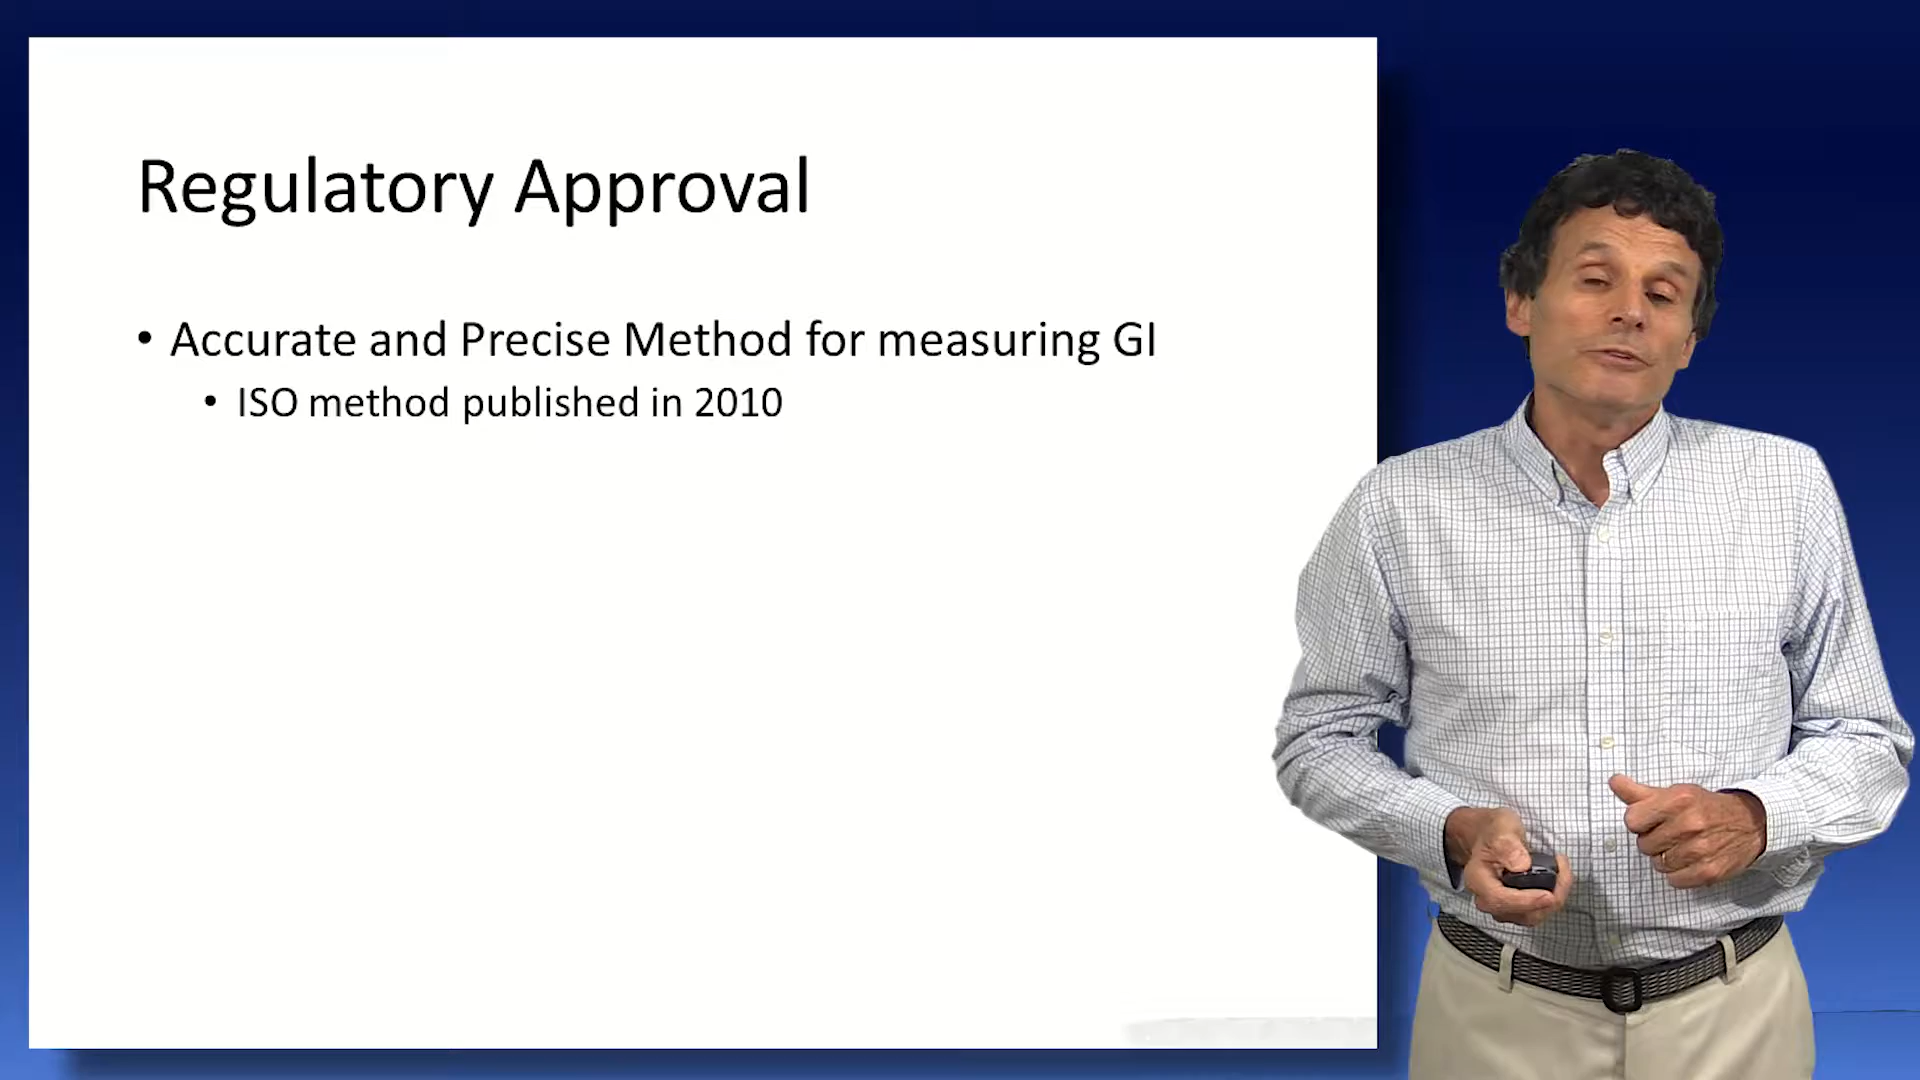 Regulatory Approval
• Accurate and Precise Method for measuring GI
• ISO method published in 2010